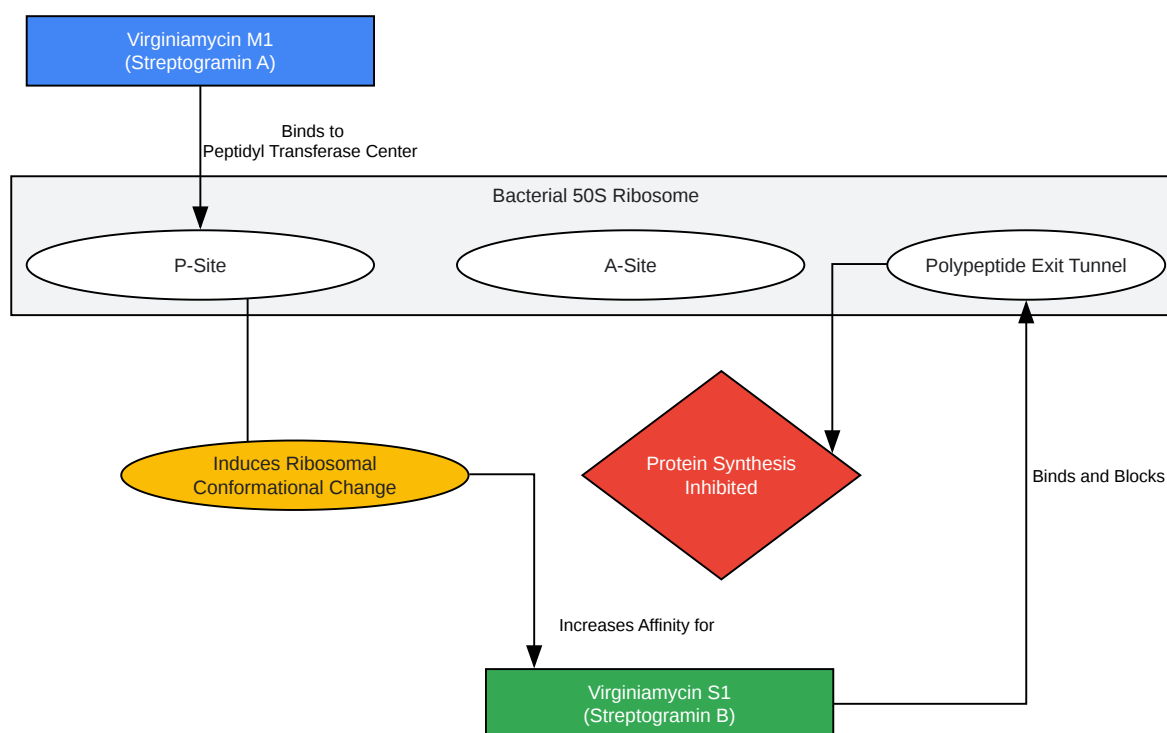 Virginiamycin M1
(Streptogramin A)
Binds to
Peptidyl Transferase Center
Bacterial 50S Ribosome
P-Site
A-Site
Polypeptide Exit Tunnel
Induces Ribosomal
Conformational Change
Protein Synthesis
Inhibited
Binds and Blocks
Increases Affinity for
Virginiamycin S1
(Streptogramin B)